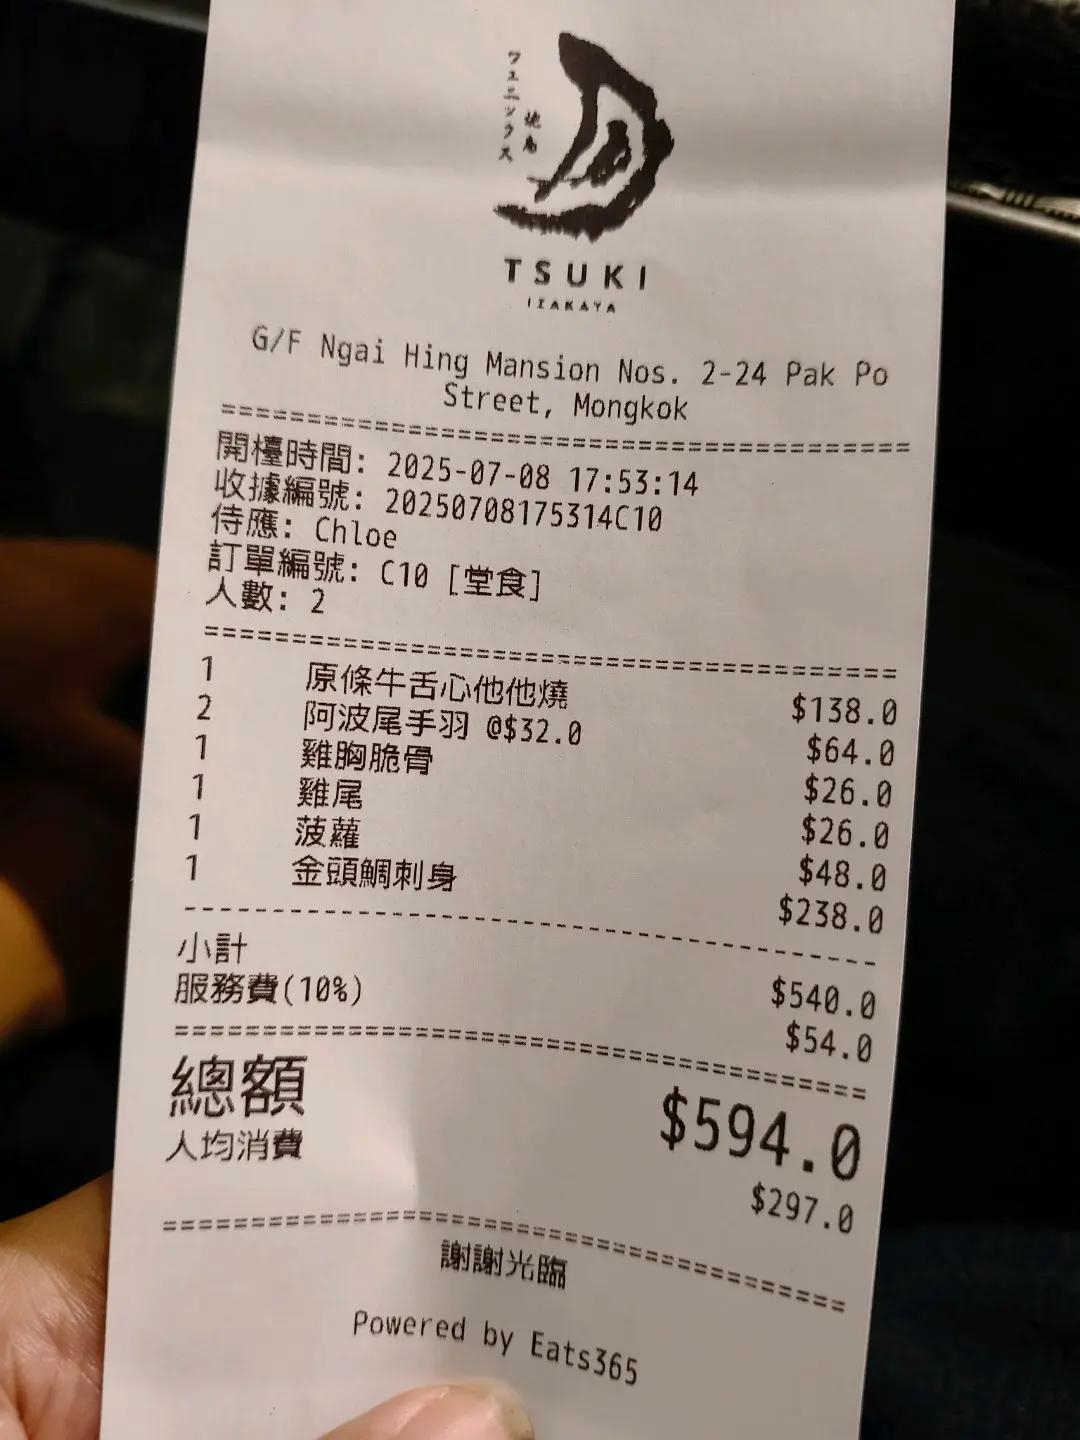 フェニックス
焼鳥
TSUKI
IZAKAYA
G/F Ngai Hing Mansion Nos. 2-24 Pak Po
Street, Mongkok
開檯時間: 2025-07-08 17:53:14
收據編號: 20250708175314C10
侍應: Chloe
訂單編號: C10 [堂食]
人數: 2
1 原條牛舌心他他燒 $138.0
2 阿波尾手羽 @$32.0 $64.0
1 雞胸脆骨 $26.0
1 雞尾 $26.0
1 菠蘿 $48.0
1 金頭鯛刺身 $238.0
小計 $540.0
服務費(10%) $54.0
總額 $594.0
人均消費 $297.0
謝謝光臨
Powered by Eats365